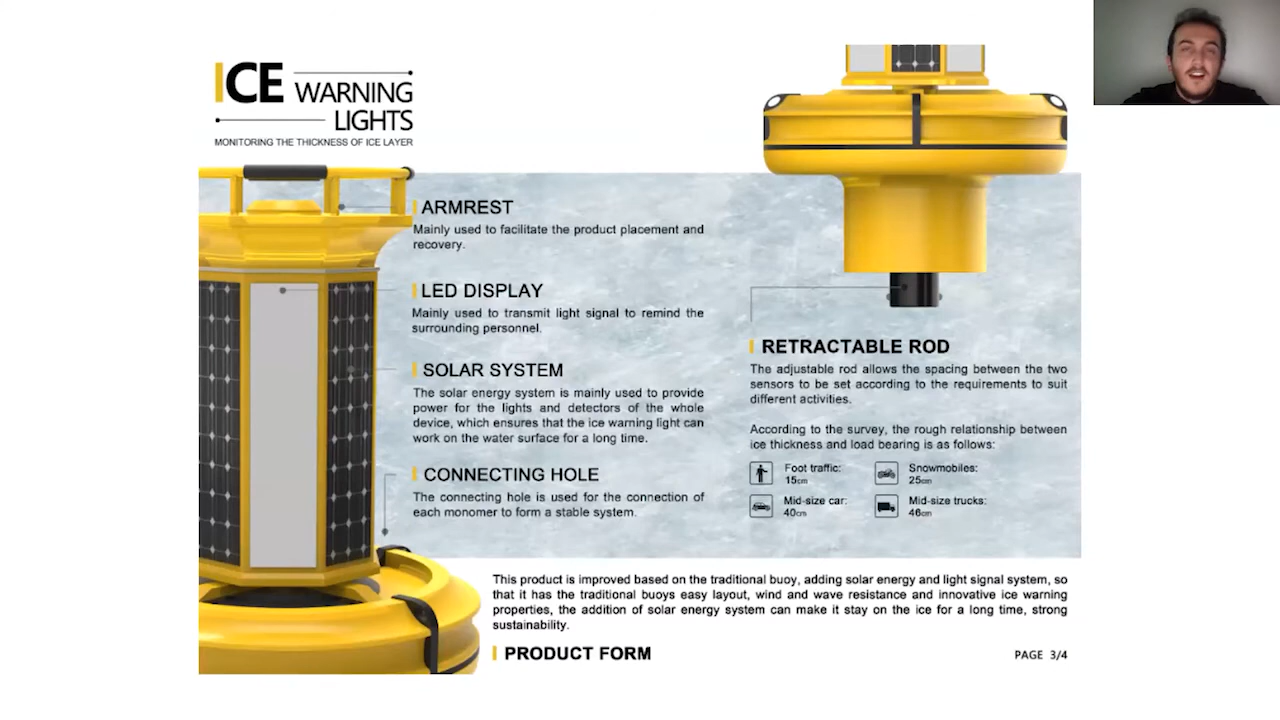 ICE WARNING
LIGHTS
MONITORING THE THICKNESS OF ICE LAYER
ARMREST
Mainly used to facilitate the product placement and
recovery.
LED DISPLAY
Mainly used to transmit light signal to remind the
surrounding personnel.
SOLAR SYSTEM
The solar energy system is mainly used to provide
power for the lights and detectors of the whole
device, which ensures that the ice warning light can
work on the water surface for a long time.
CONNECTING HOLE
The connecting hole is used for the connection of
each monomer to form a stable system.
RETRACTABLE ROD
The adjustable rod allows the spacing between the two
sensors to be set according to the requirements to suit
different activities.
According to the survey, the rough relationship between
ice thickness and load bearing is as follows:
Foot traffic:
15cm
Snowmobiles:
25cm
Mid-size car:
40cm
Mid-size trucks:
46cm
This product is improved based on the traditional buoy, adding solar energy and light signal system, so
that it has the traditional buoys easy layout, wind and wave resistance and innovative ice warning
properties, the addition of solar energy system can make it stay on the ice for a long time, strong
sustainability.
PRODUCT FORM
PAGE 3/4